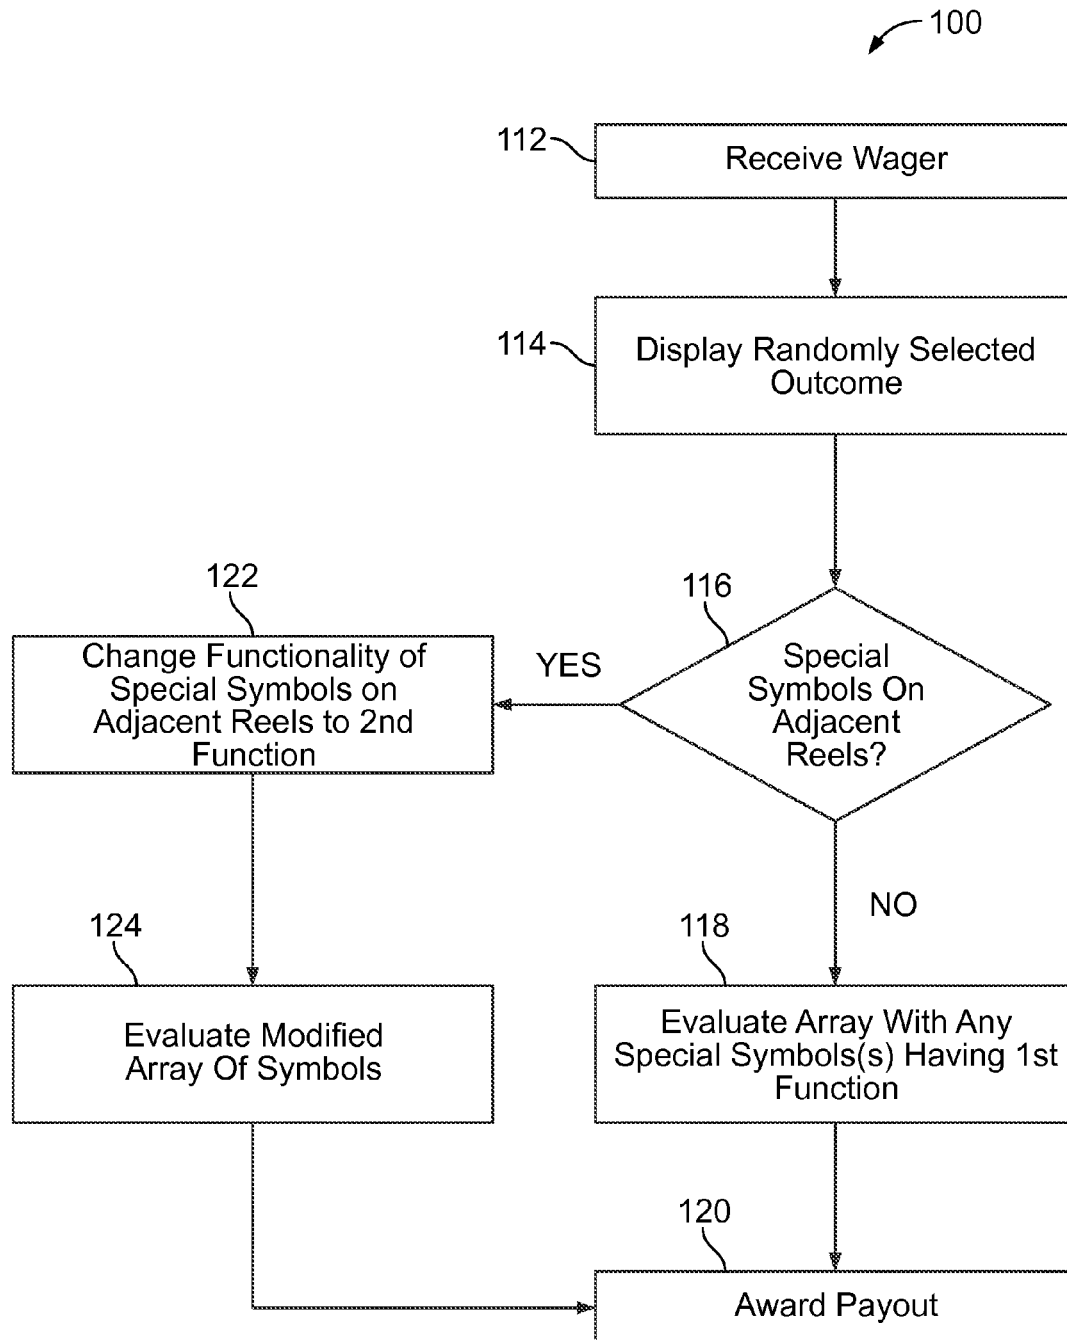 100
112
Receive Wager
114
Display Randomly Selected
Outcome
122
116
Change Functionality of
Special Symbols on
Adjacent Reels to 2nd
Function
YES
Special
Symbols On
Adjacent
Reels?
NO
124
118
Evaluate Modified
Array Of Symbols
Evaluate Array With Any
Special Symbols(s) Having 1st
Function
120
Award Payout